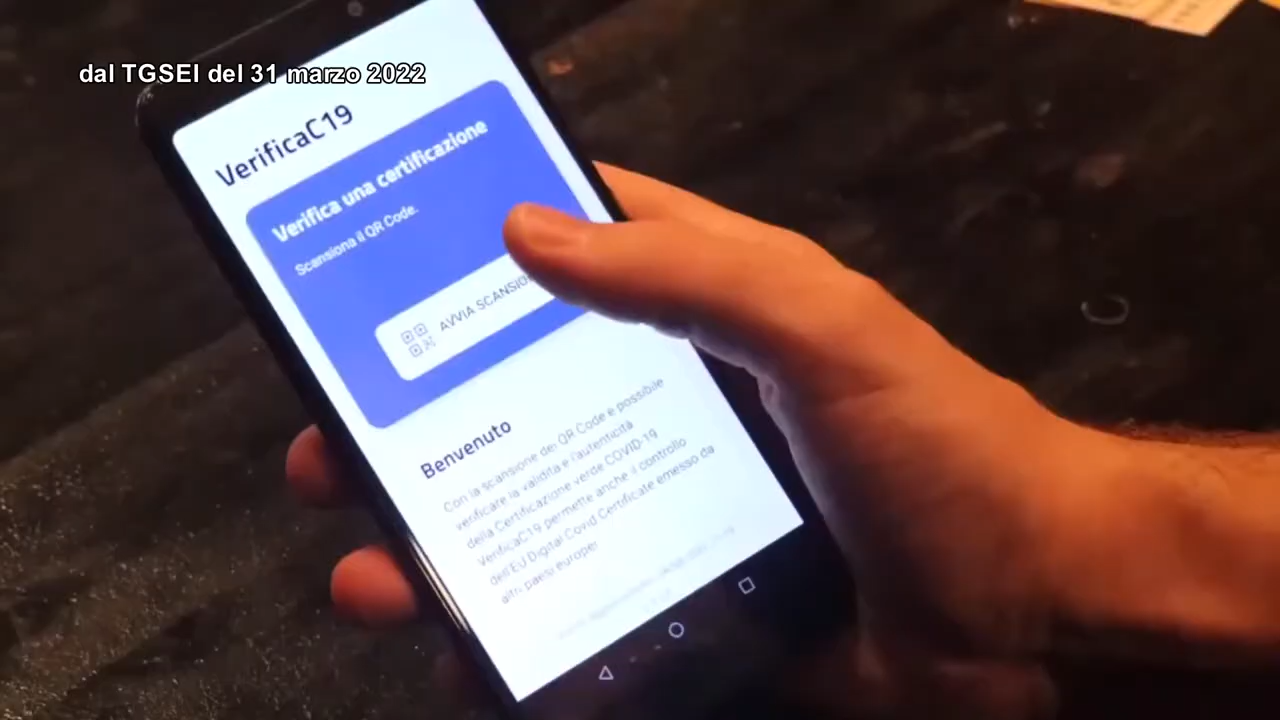 dal TGSEI del 31 marzo 2022
VerificaC19
Verifica una certificazione
Scansiona il QR Code.
AVVIA SCANSIO
Benvenuto
Con la scansione dei QR Code è possibile
verificare la validità e l'autenticità
della Certificazione verde COVID-19
VerificaC19 permette anche il controllo
dell'EU Digital Covid Certificate emesso da
altri paesi europei